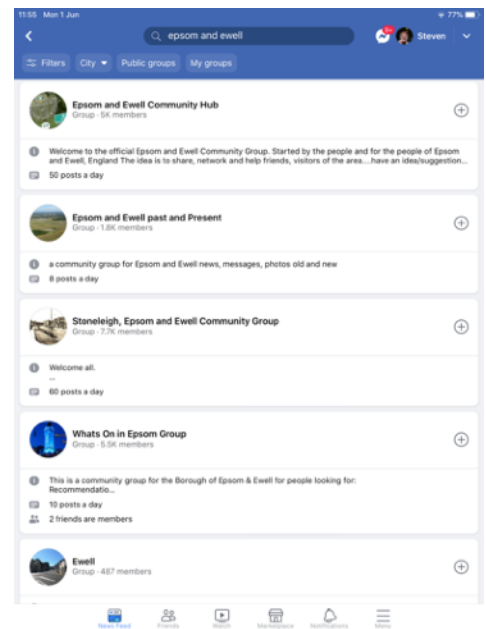 11:55 Mon 1 Jun 77%
epsom and ewell
9+
Steven
Filters City Public groups My groups
Epsom and Ewell Community Hub
Group · 5K members
Welcome to the official Epsom and Ewell Community Group. Started by the people and for the people of Epsom
and Ewell, England The idea is to share, network and help friends, visitors of the area....have an idea/suggestion...
50 posts a day
Epsom and Ewell past and Present
Group · 1.8K members
a community group for Epsom and Ewell news, messages, photos old and new
8 posts a day
Stoneleigh, Epsom and Ewell Community Group
Group · 7.7K members
Welcome all.
...
60 posts a day
Whats On in Epsom Group
Group · 5.5K members
This is a community group for the Borough of Epsom & Ewell for people looking for:
Recommendatio...
10 posts a day
2 friends are members
Ewell
Group · 487 members
News Feed Friends Watch Marketplace Notifications Menu